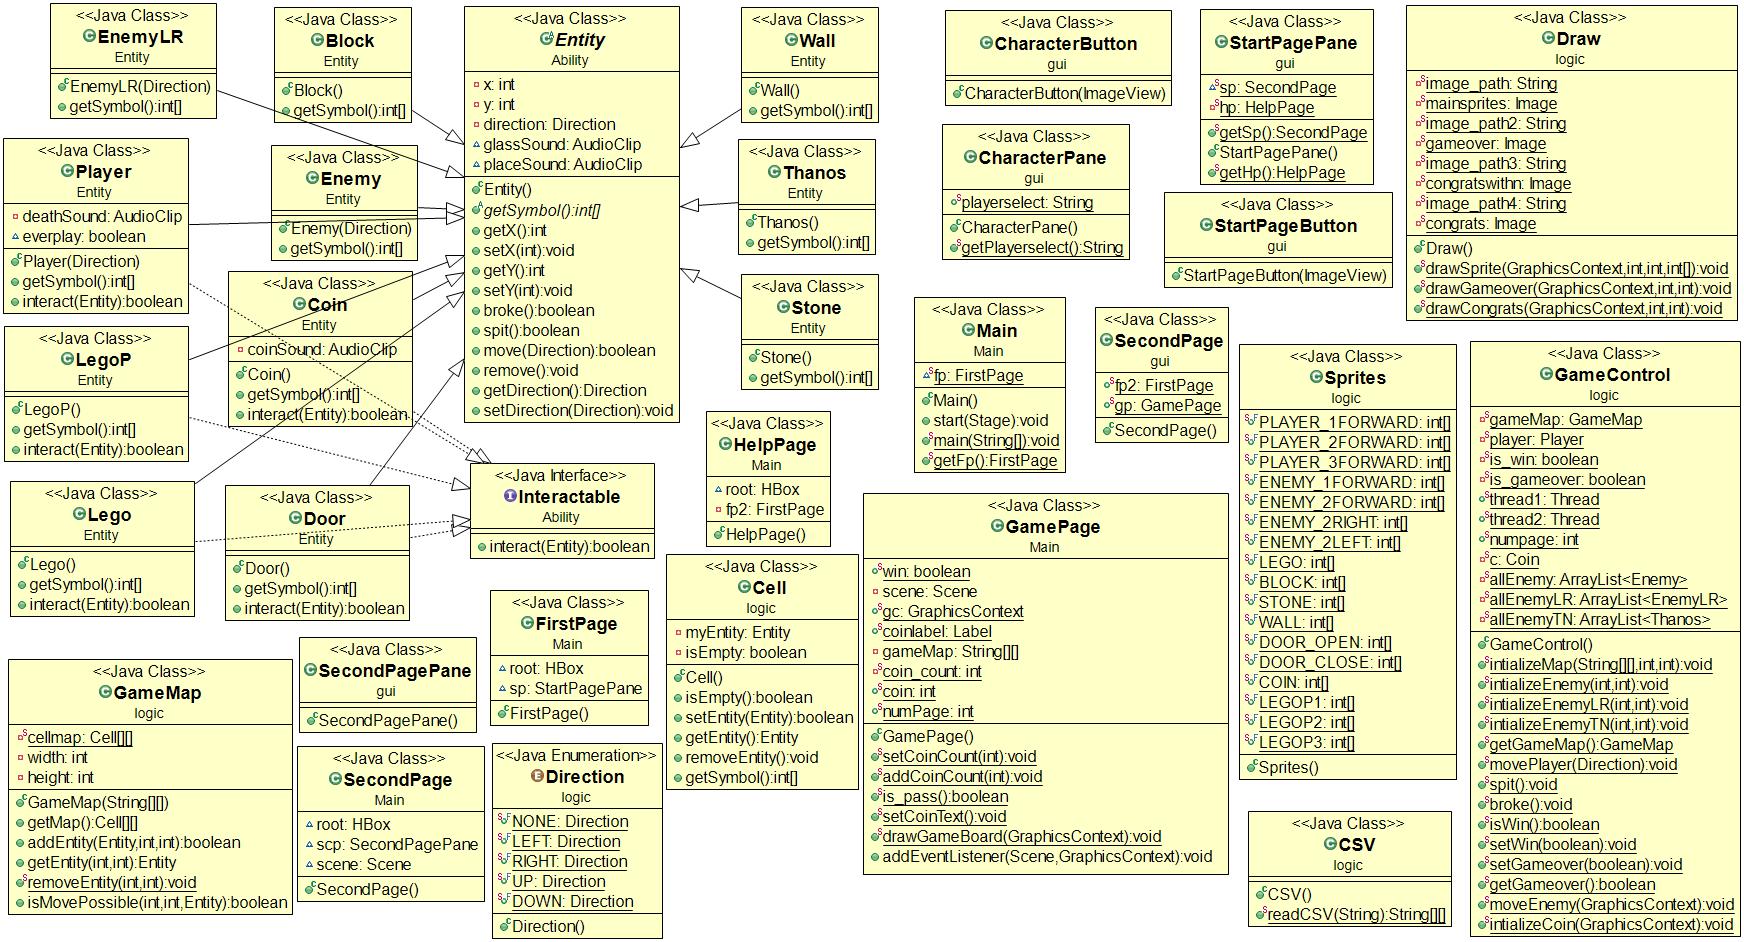 <<Java Class>>
EnemyLR
Entity
EnemyLR(Direction)
getSymbol():int[]
<<Java Class>>
Block
Entity
Block()
getSymbol():int[]
<<Java Class>>
Entity
Ability
x: int
y: int
direction: Direction
glassSound: AudioClip
placeSound: AudioClip
Entity()
getSymbol():int[]
getX():int
setX(int):void
getY():int
setY(int):void
broke():boolean
spit():boolean
move(Direction):boolean
remove():void
getDirection():Direction
setDirection(Direction):void
<<Java Class>>
Wall
Entity
Wall()
getSymbol():int[]
<<Java Class>>
CharacterButton
gui
CharacterButton(ImageView)
<<Java Class>>
StartPagePane
gui
sp: SecondPage
hp: HelpPage
getSp():SecondPage
StartPagePane()
getHp():HelpPage
<<Java Class>>
Draw
logic
image_path: String
mainsprites: Image
image_path2: String
gameover: Image
image_path3: String
congratswithn: Image
image_path4: String
congrats: Image
Draw()
drawSprite(GraphicsContext,int,int,int[]):void
drawGameover(GraphicsContext,int,int):void
drawCongrats(GraphicsContext,int,int):void
<<Java Class>>
Player
Entity
deathSound: AudioClip
everplay: boolean
Player(Direction)
getSymbol():int[]
interact(Entity):boolean
<<Java Class>>
Enemy
Entity
Enemy(Direction)
getSymbol():int[]
<<Java Class>>
Thanos
Entity
Thanos()
getSymbol():int[]
<<Java Class>>
CharacterPane
gui
playerselect: String
CharacterPane()
getPlayerselect():String
<<Java Class>>
StartPageButton
gui
StartPageButton(ImageView)
<<Java Class>>
Coin
Entity
coinSound: AudioClip
Coin()
getSymbol():int[]
interact(Entity):boolean
<<Java Class>>
Stone
Entity
Stone()
getSymbol():int[]
<<Java Class>>
Main
Main
fp: FirstPage
Main()
start(Stage):void
main(String[]):void
getFp():FirstPage
<<Java Class>>
SecondPage
gui
fp2: FirstPage
gp: GamePage
SecondPage()
<<Java Class>>
LegoP
Entity
LegoP()
getSymbol():int[]
interact(Entity):boolean
<<Java Class>>
Sprites
logic
PLAYER_1FORWARD: int[]
PLAYER_2FORWARD: int[]
PLAYER_3FORWARD: int[]
ENEMY_1FORWARD: int[]
ENEMY_2FORWARD: int[]
ENEMY_2RIGHT: int[]
ENEMY_2LEFT: int[]
LEGO: int[]
BLOCK: int[]
STONE: int[]
WALL: int[]
DOOR_OPEN: int[]
DOOR_CLOSE: int[]
COIN: int[]
LEGOP1: int[]
LEGOP2: int[]
LEGOP3: int[]
Sprites()
<<Java Class>>
GameControl
logic
gameMap: GameMap
player: Player
is_win: boolean
is_gameover: boolean
thread1: Thread
thread2: Thread
numpage: int
c: Coin
allEnemy: ArrayList<Enemy>
allEnemyLR: ArrayList<EnemyLR>
allEnemyTN: ArrayList<Thanos>
GameControl()
intializeMap(String[][],int,int):void
intializeEnemy(int,int):void
intializeEnemyLR(int,int):void
intializeEnemyTN(int,int):void
getGameMap():GameMap
movePlayer(Direction):void
spit():void
broke():void
isWin():boolean
setWin(boolean):void
setGameover(boolean):void
getGameover():boolean
moveEnemy(GraphicsContext):void
intializeCoin(GraphicsContext):void
<<Java Class>>
HelpPage
Main
root: HBox
fp2: FirstPage
HelpPage()
<<Java Interface>>
Interactable
Ability
interact(Entity):boolean
<<Java Class>>
Lego
Entity
Lego()
getSymbol():int[]
interact(Entity):boolean
<<Java Class>>
Door
Entity
Door()
getSymbol():int[]
interact(Entity):boolean
<<Java Class>>
GamePage
Main
win: boolean
scene: Scene
gc: GraphicsContext
coinlabel: Label
gameMap: String[][]
coin_count: int
coin: int
numPage: int
GamePage()
setCoinCount(int):void
addCoinCount(int):void
is_pass():boolean
setCoinText():void
drawGameBoard(GraphicsContext):void
addEventListener(Scene,GraphicsContext):void
<<Java Class>>
Cell
logic
myEntity: Entity
isEmpty: boolean
Cell()
isEmpty():boolean
setEntity(Entity):boolean
getEntity():Entity
removeEntity():void
getSymbol():int[]
<<Java Class>>
FirstPage
Main
root: HBox
sp: StartPagePane
FirstPage()
<<Java Class>>
SecondPagePane
gui
SecondPagePane()
<<Java Class>>
GameMap
logic
cellmap: Cell[][]
width: int
height: int
GameMap(String[][])
getMap():Cell[][]
addEntity(Entity,int,int):boolean
getEntity(int,int):Entity
removeEntity(int,int):void
isMovePossible(int,int,Entity):boolean
<<Java Class>>
SecondPage
Main
root: HBox
scp: SecondPagePane
scene: Scene
SecondPage()
<<Java Enumeration>>
Direction
logic
NONE: Direction
LEFT: Direction
RIGHT: Direction
UP: Direction
DOWN: Direction
Direction()
<<Java Class>>
CSV
logic
CSV()
readCSV(String):String[][]